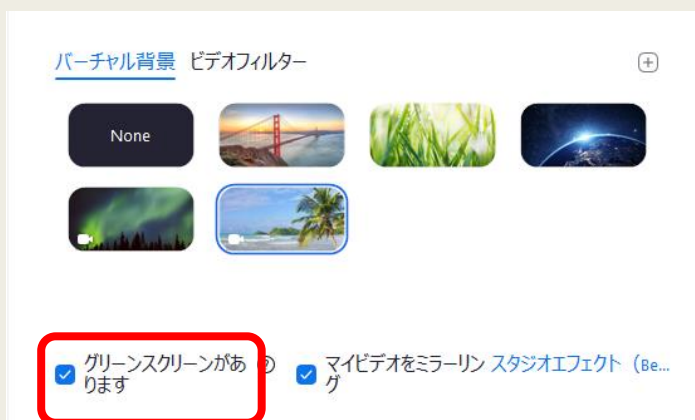 バーチャル背景 ビデオフィルター
None
グリーンスクリーンがあ
ります
マイビデオをミラーリン
グ
スタジオエフェクト（Be...